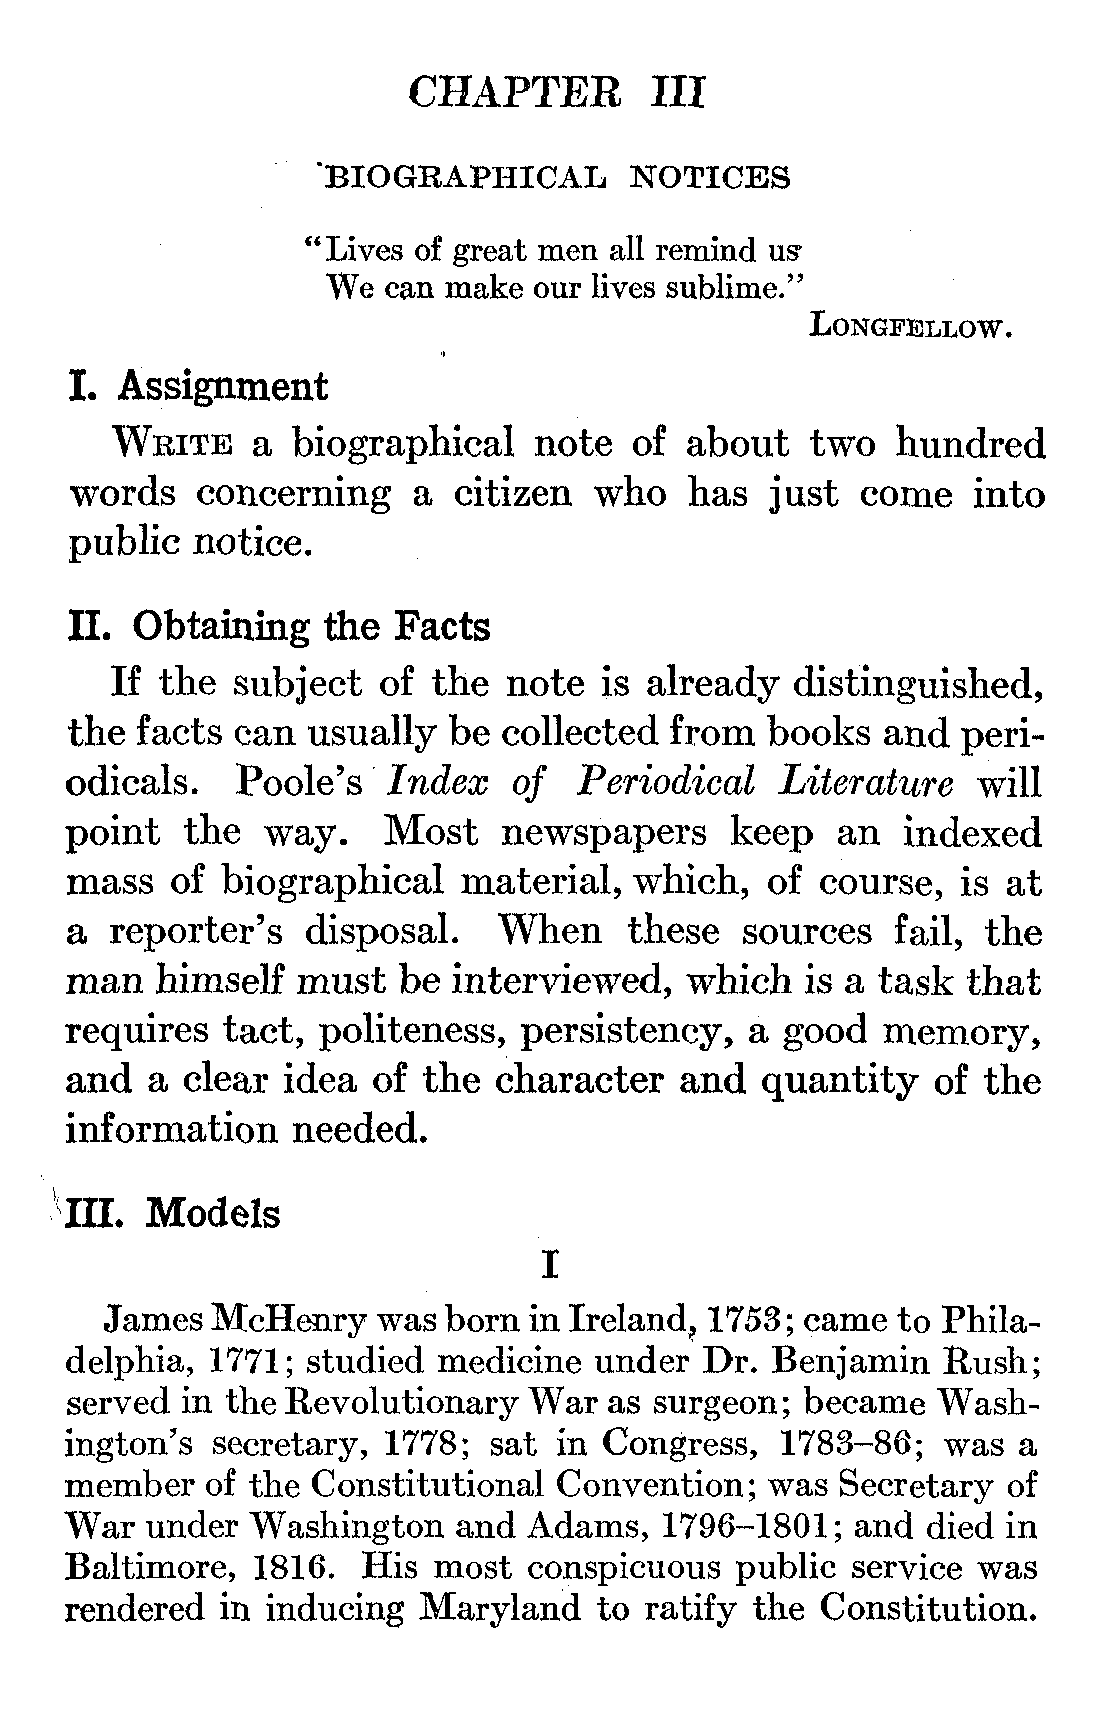 CHAPTER III
BIOGRAPHICAL NOTICES
“Lives of great men all remind us
We can make our lives sublime.”
LONGFELLOW.
I. Assignment
WRITE a biographical note of about two hundred
words concerning a citizen who has just come into
public notice.
II. Obtaining the Facts
If the subject of the note is already distinguished,
the facts can usually be collected from books and peri-
odicals. Poole’s Index of Periodical Literature will
point the way. Most newspapers keep an indexed
mass of biographical material, which, of course, is at
a reporter’s disposal. When these sources fail, the
man himself must be interviewed, which is a task that
requires tact, politeness, persistency, a good memory,
and a clear idea of the character and quantity of the
information needed.
III. Models
I
James McHenry was born in Ireland, 1753; came to Phila-
delphia, 1771; studied medicine under Dr. Benjamin Rush;
served in the Revolutionary War as surgeon; became Wash-
ington’s secretary, 1778; sat in Congress, 1783–86; was a
member of the Constitutional Convention; was Secretary of
War under Washington and Adams, 1796–1801; and died in
Baltimore, 1816. His most conspicuous public service was
rendered in inducing Maryland to ratify the Constitution.